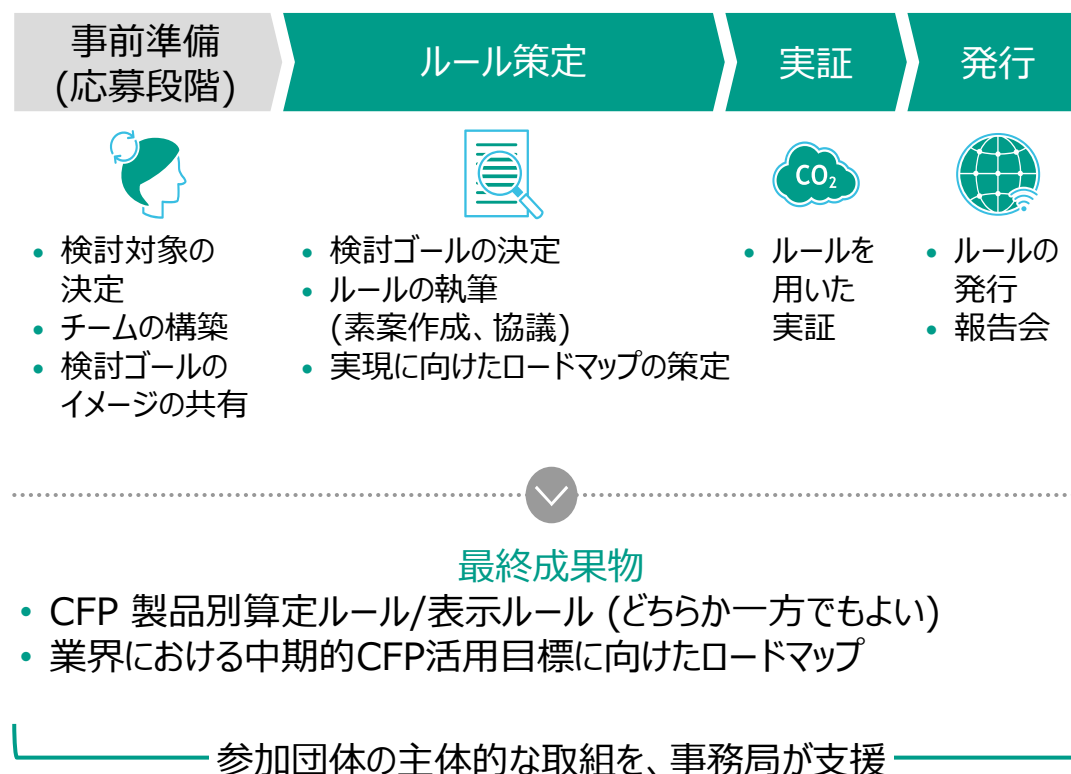 事前準備
(応募段階)
ルール策定
実証
発行
• 検討対象の
決定
• チームの構築
• 検討ゴールの
イメージの共有
• 検討ゴールの決定
• ルールの執筆
(素案作成、協議)
• 実現に向けたロードマップの策定
CO₂
• ルールを
用いた
実証
• ルールの
発行
• 報告会
最終成果物
• CFP 製品別算定ルール/表示ルール (どちらか一方でもよい)
• 業界における中期的CFP活用目標に向けたロードマップ
参加団体の主体的な取組を、事務局が支援